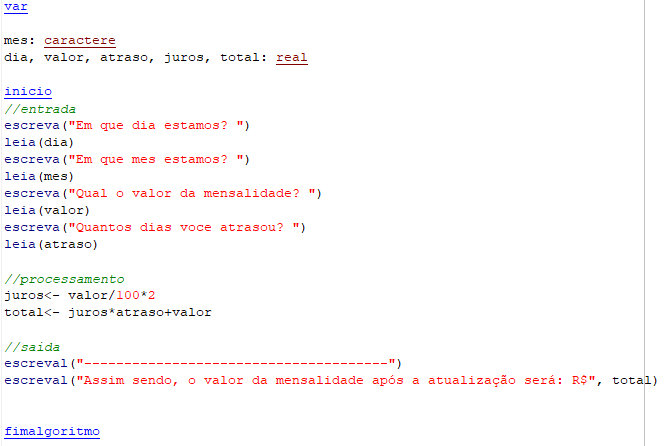 var
mes: caractere
dia, valor, atraso, juros, total: real
inicio
//entrada
escreva("Em que dia estamos? ")
leia(dia)
escreva("Em que mes estamos? ")
leia(mes)
escreva("Qual o valor da mensalidade? ")
leia(valor)
escreva("Quantos dias voce atrasou? ")
leia(atraso)
//processamento
juros<- valor/100*2
total<- juros*atraso+valor
//saida
escreval("--------------------------------------")
escreval("Assim sendo, o valor da mensalidade após a atualização será: R$", total)
fimalgoritmo